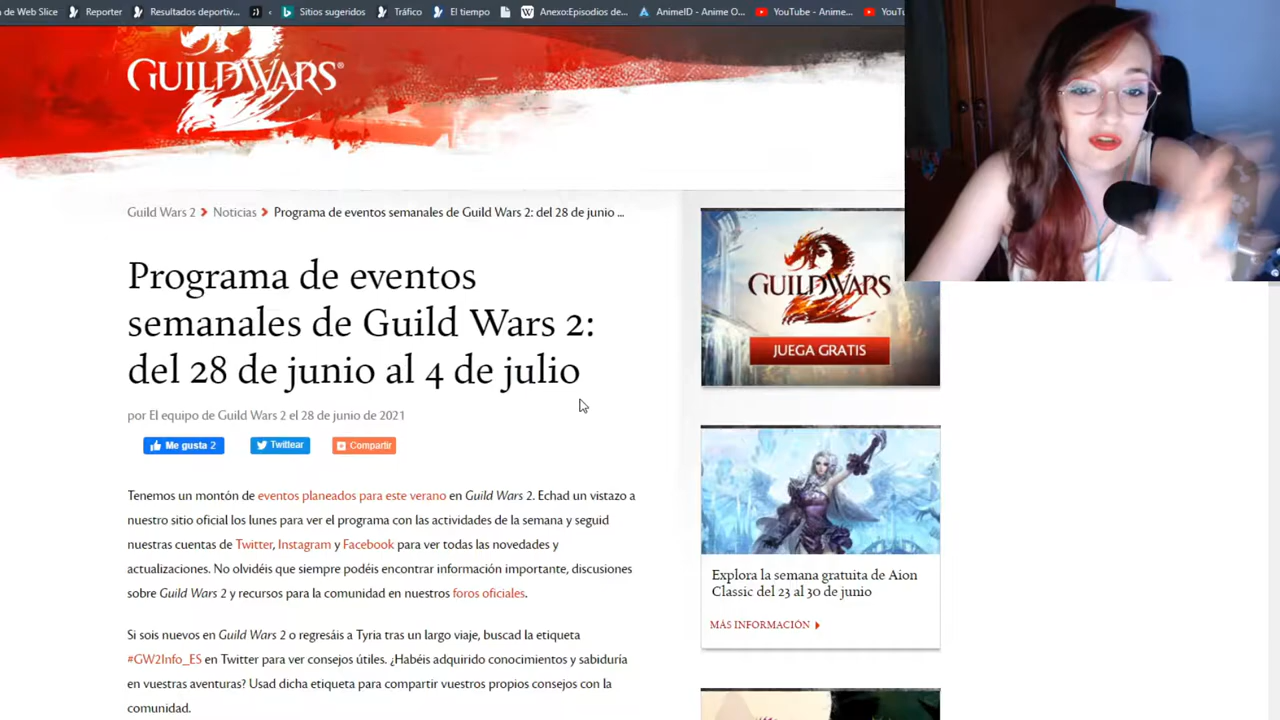 de Web Slice
Reporter
Resultados deportiv...
Sitios sugeridos
Tráfico
El tiempo
W
Anexo:Episodios de...
AnimeID - Anime O...
YouTube - Anime...
GUILDWARS®
2
Guild Wars 2 > Noticias > Programa de eventos semanales de Guild Wars 2: del 28 de junio ...
Programa de eventos
semanales de Guild Wars 2:
del 28 de junio al 4 de julio
por El equipo de Guild Wars 2 el 28 de junio de 2021
Me gusta 2
Twittear
Compartir
Tenemos un montón de eventos planeados para este verano en Guild Wars 2. Echad un vistazo a
nuestro sitio oficial los lunes para ver el programa con las actividades de la semana y seguid
nuestras cuentas de Twitter, Instagram y Facebook para ver todas las novedades y
actualizaciones. No olvidéis que siempre podéis encontrar información importante, discusiones
sobre Guild Wars 2 y recursos para la comunidad en nuestros foros oficiales.
Si sois nuevos en Guild Wars 2 o regresáis a Tyria tras un largo viaje, buscad la etiqueta
#GW2Info_ES en Twitter para ver consejos útiles. ¿Habéis adquirido conocimientos y sabiduría
en vuestras aventuras? Usad dicha etiqueta para compartir vuestros propios consejos con la
comunidad.
GUILDWARS
2
JUEGA GRATIS
Explora la semana gratuita de Aion
Classic del 23 al 30 de junio
MÁS INFORMACIÓN